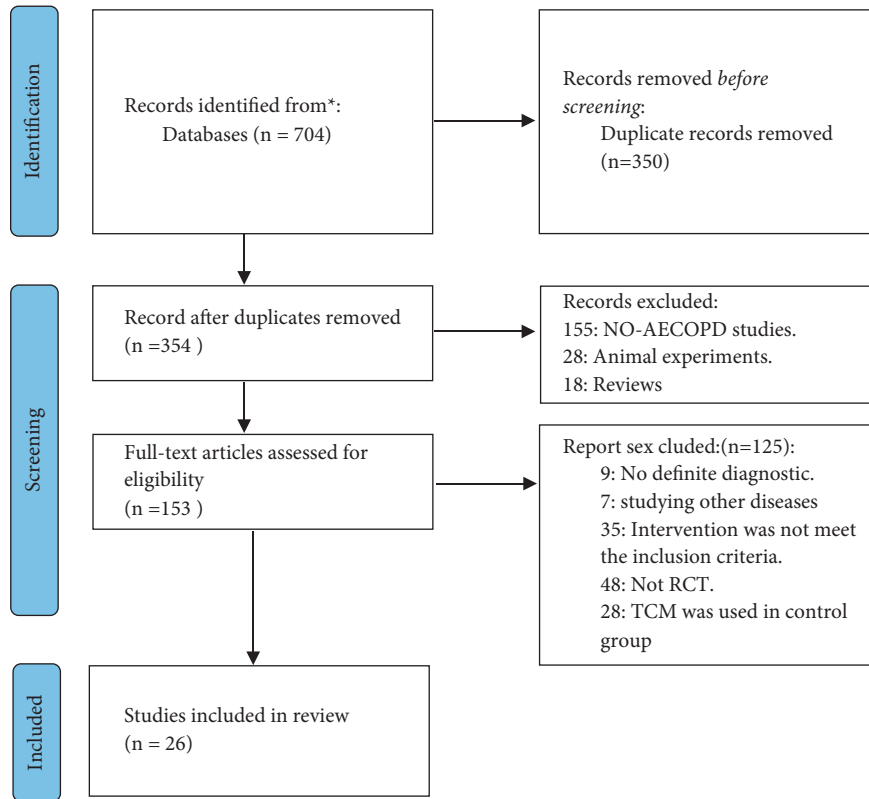 Identification
Records identified from*:
Databases (n = 704)
Records removed before
screening:
Duplicate records removed
(n=350)
Screening
Record after duplicates removed
(n =354 )
Records excluded:
155: NO-AECOPD studies.
28: Animal experiments.
18: Reviews
Full-text articles assessed for
eligibility
(n =153 )
Report sex cluded:(n=125):
9: No definite diagnostic.
7: studying other diseases
35: Intervention was not meet
the inclusion criteria.
48: Not RCT.
28: TCM was used in control
group
Included
Studies included in review
(n = 26)